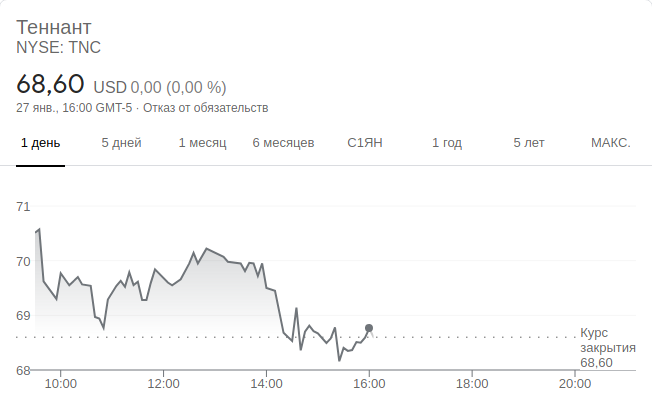 Теннант
NYSE: TNC
68,60 USD 0,00 (0,00 %)
27 янв., 16:00 GMT-5 · Отказ от обязательств
1 день 5 дней 1 месяц 6 месяцев С1ЯН 1 год 5 лет МАКС.
71
70
69
68
Курс
закрытия
68,60
10:00 12:00 14:00 16:00 18:00 20:00